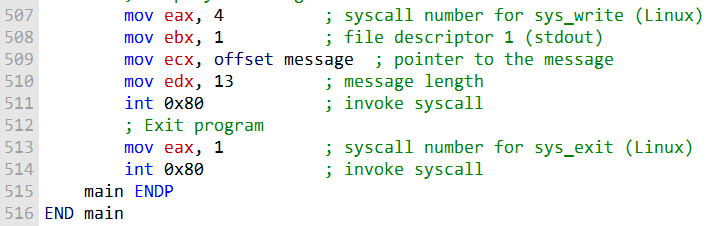 507 mov eax, 4 ; syscall number for sys_write (Linux)
508 mov ebx, 1 ; file descriptor 1 (stdout)
509 mov ecx, offset message ; pointer to the message
510 mov edx, 13 ; message length
511 int 0x80 ; invoke syscall
512 ; Exit program
513 mov eax, 1 ; syscall number for sys_exit (Linux)
514 int 0x80 ; invoke syscall
515 main ENDP
516 END main